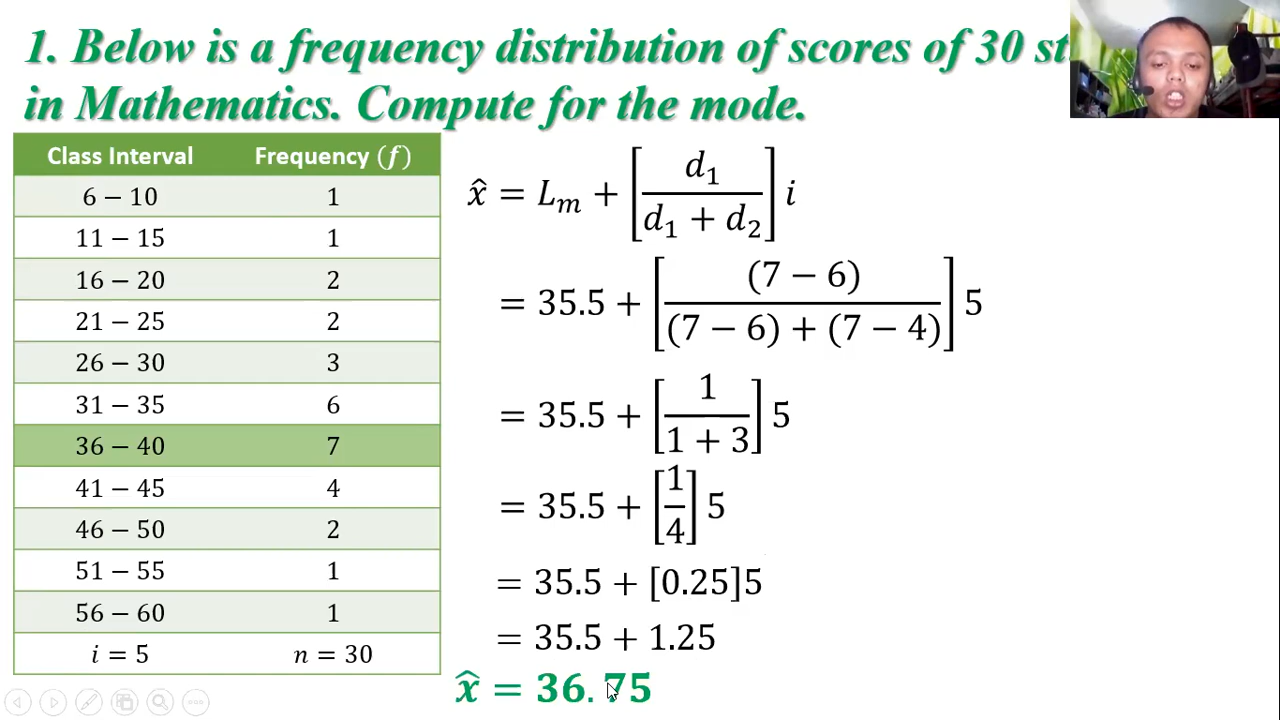 1. Below is a frequency distribution of scores of 30
in Mathematics. Compute for the mode.
Class Interval Frequency (f)
6 – 10 1
11 – 15 1
16 – 20 2
21 – 25 2
26 – 30 3
31 – 35 6
36 – 40 7
41 – 45 4
46 – 50 2
51 – 55 1
56 – 60 1
i = 5 n = 30
x̂ = Lₘ + [d₁ / (d₁ + d₂)] i
= 35.5 + [(7 − 6) / ((7 − 6) + (7 − 4))] 5
= 35.5 + [1 / (1 + 3)] 5
= 35.5 + [1/4] 5
= 35.5 + [0.25]5
= 35.5 + 1.25
x̂ = 36.75